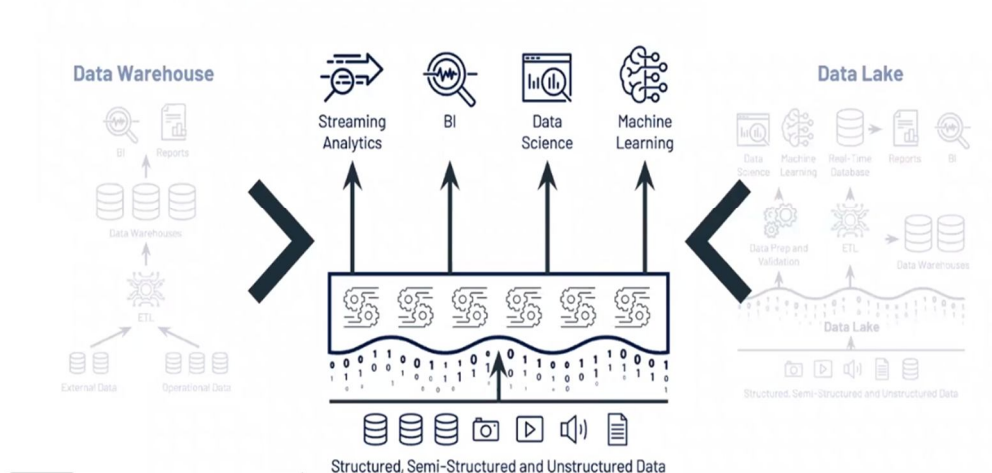 Data Warehouse
BI
Reports
Data Warehouses
ETL
External Data
Operational Data
Streaming
Analytics
BI
Data
Science
Machine
Learning
Structured, Semi-Structured and Unstructured Data
Data Lake
Data
Science
Machine
Learning
Real-Time
Database
Reports
BI
Data Prep and
Validation
ETL
Data Warehouses
Data Lake
Structured, Semi-Structured and Unstructured Data